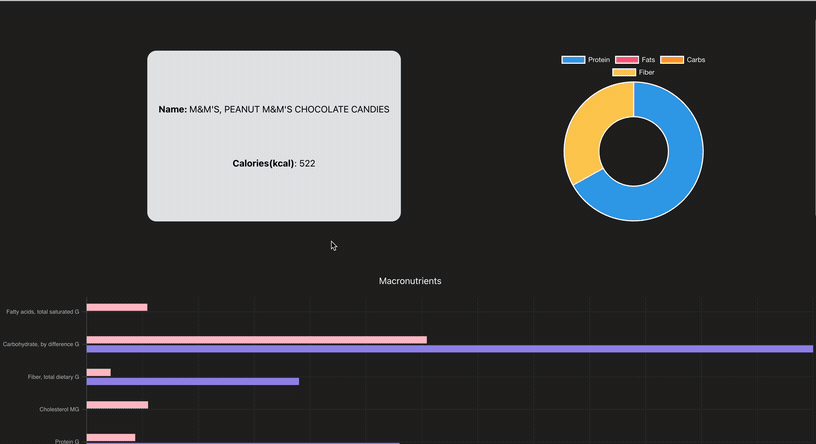 Protein Fats Carbs
Fiber
Name: M&M'S, PEANUT M&M'S CHOCOLATE CANDIES
Calories(kcal): 522
Macronutrients
Fatty acids, total saturated G
Carbohydrate. by difference G
Fiber, total dietary G
Cholesterol MG
Protein G